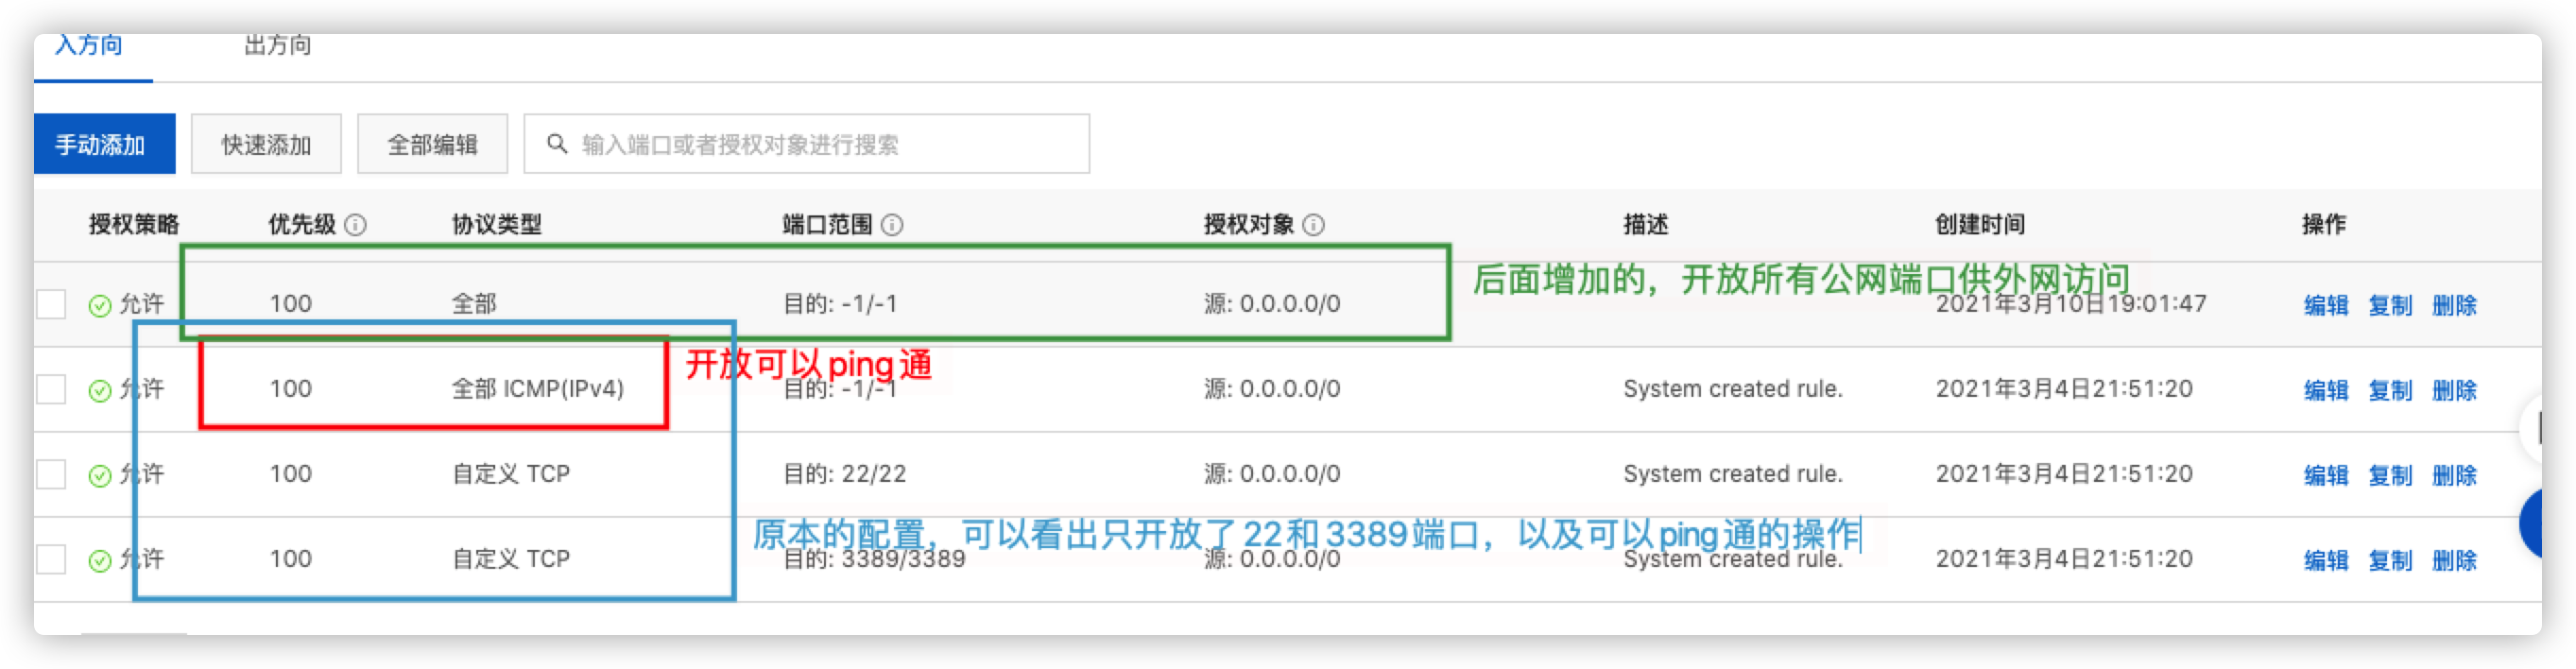 入方向 出方向
手动添加 快速添加 全部编辑 输入端口或者授权对象进行搜索
授权策略 优先级 协议类型 端口范围 授权对象 描述 创建时间 操作
后面增加的，开放所有公网端口供外网访问
允许 100 全部 目的: -1/-1 源: 0.0.0.0/0 2021年3月10日19:01:47 编辑 复制 删除
开放可以ping通
允许 100 全部 ICMP(IPv4) 目的: -1/-1 源: 0.0.0.0/0 System created rule. 2021年3月4日21:51:20 编辑 复制 删除
允许 100 自定义 TCP 目的: 22/22 源: 0.0.0.0/0 System created rule. 2021年3月4日21:51:20 编辑 复制 删除
原本的配置，可以看出只开放了22和3389端口，以及可以ping通的操作
允许 100 自定义 TCP 目的: 3389/3389 源: 0.0.0.0/0 System created rule. 2021年3月4日21:51:20 编辑 复制 删除